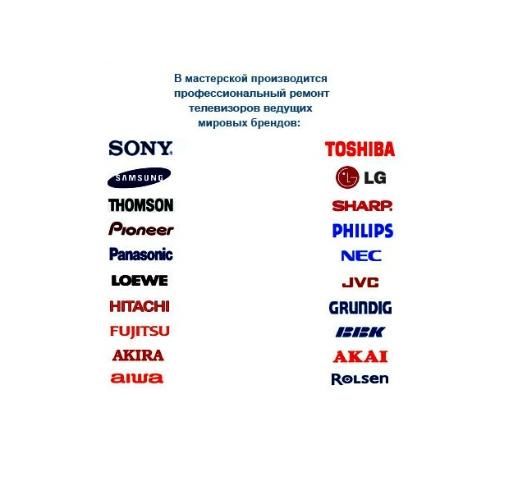 В мастерской производится
профессиональный ремонт
телевизоров ведущих
мировых брендов:
SONY TOSHIBA
SAMSUNG LG
THOMSON SHARP
Pioneer PHILIPS
Panasonic NEC
LOEWE JVC
HITACHI GRUNDIG
FUJITSU BBK
AKIRA AKAI
aiwa ROLSEN